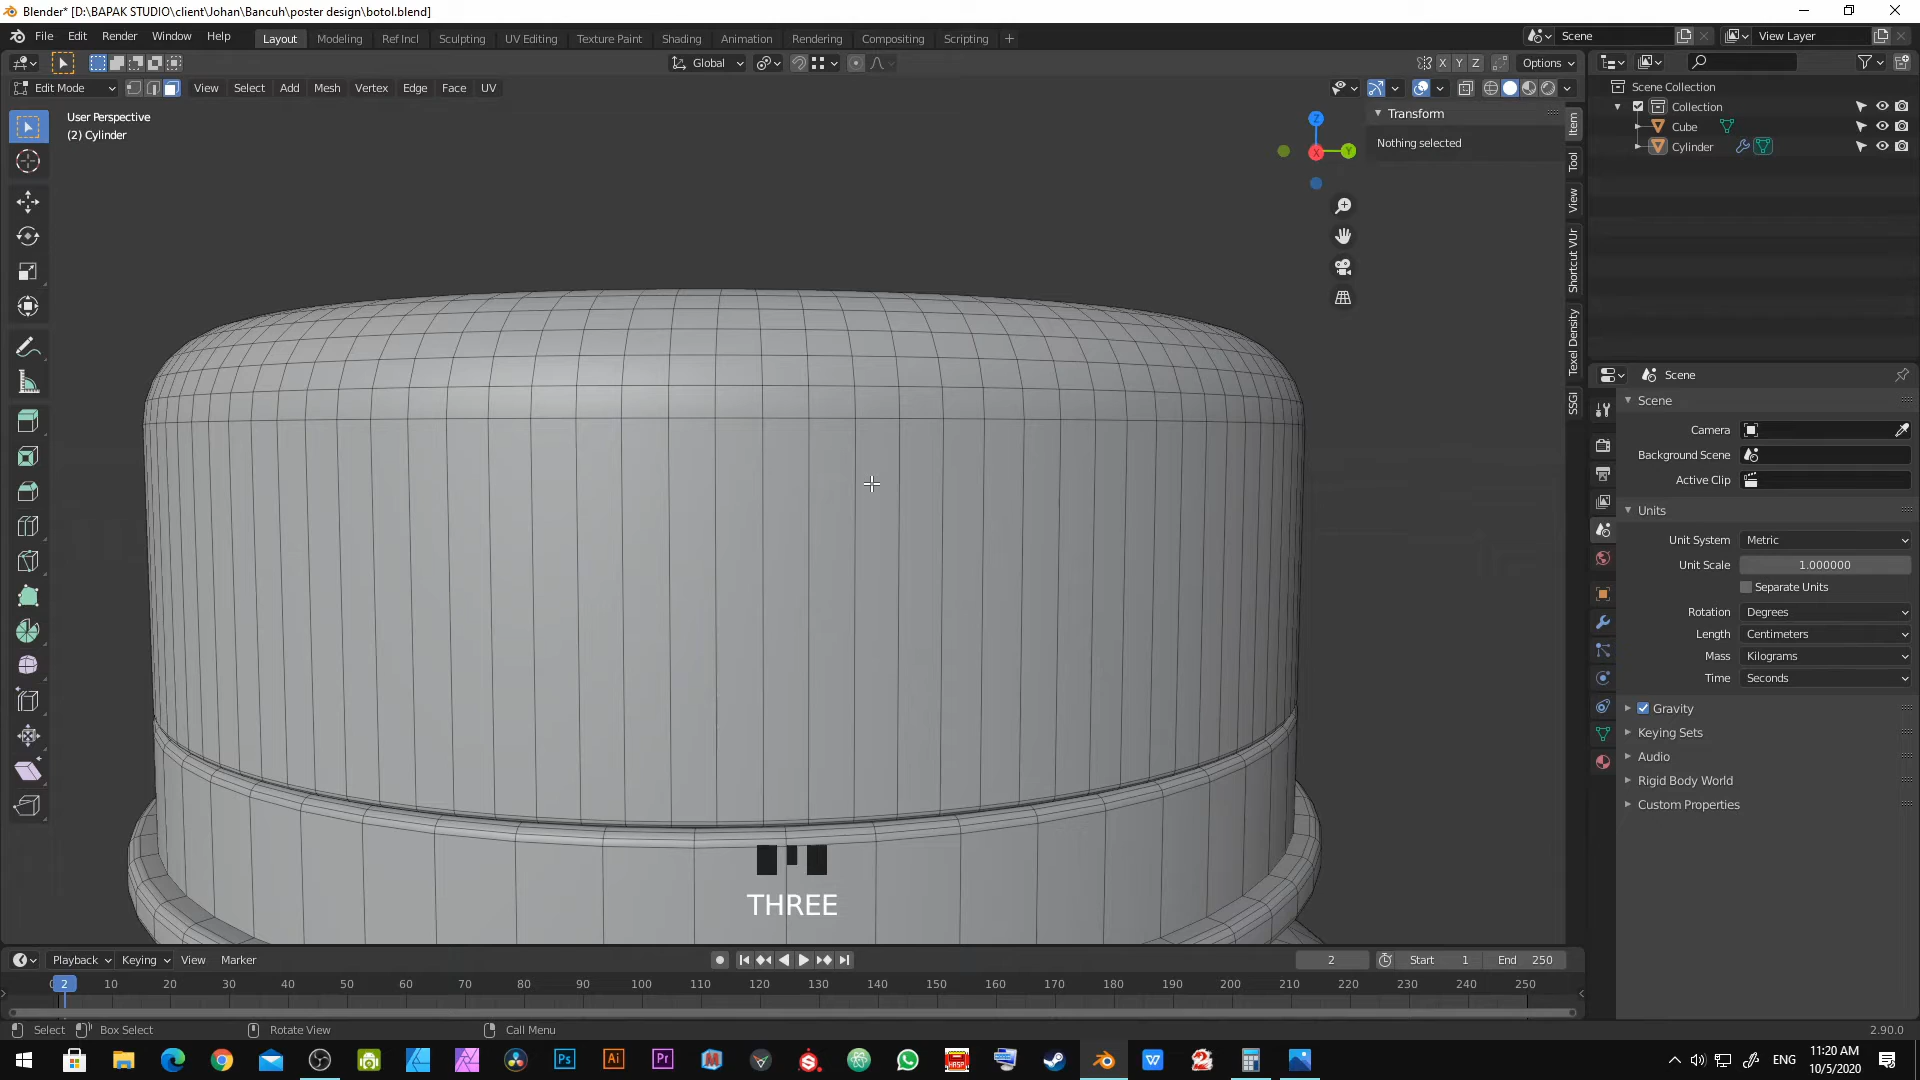 Blender* [D:\BAPAK STUDIO\client\Johan\Bancuh\poster design\botol.blend]
File Edit Render Window Help
Layout Modeling Ref Incl Sculpting UV Editing Texture Paint Shading Animation Rendering Compositing Scripting +
Scene
View Layer
Global
X Y Z
Options
Edit Mode
View Select Add Mesh Vertex Edge Face UV
User Perspective
(2) Cylinder
Z
X
Y
Transform
Nothing selected
Item
Tool
View
Shortcut VUr
Texel Density
SSGI
THREE
Scene Collection
Collection
Cube
Cylinder
Scene
Scene
Camera
Background Scene
Active Clip
Units
Unit System Metric
Unit Scale 1.000000
Separate Units
Rotation Degrees
Length Centimeters
Mass Kilograms
Time Seconds
Gravity
Keying Sets
Audio
Rigid Body World
Custom Properties
Playback Keying View Marker
2 Start 1 End 250
2 10 20 30 40 50 60 70 80 90 100 110 120 130 140 150 160 170 180 190 200 210 220 230 240 250
Select Box Select Rotate View Call Menu 2.90.0
Ps Ai Pr
ENG
11:20 AM
10/5/2020